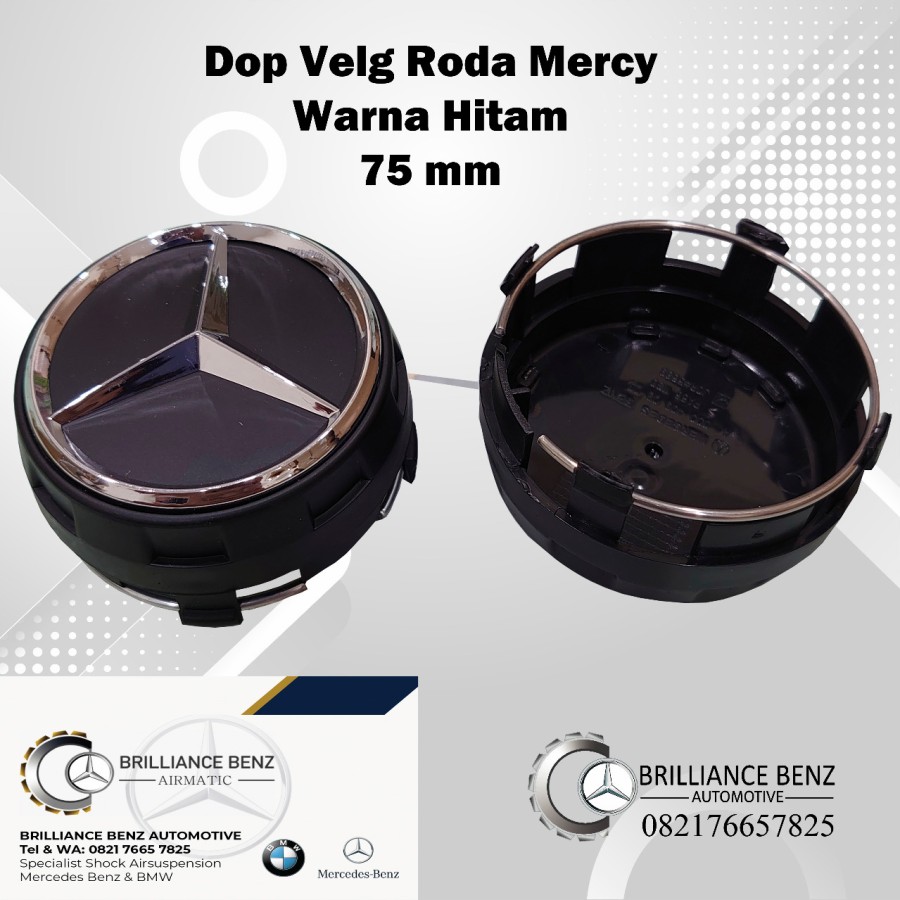 Dop Velg Roda Mercy
Warna Hitam
75 mm
BRILLIANCE BENZ
AIRMATIC
BRILLIANCE BENZ AUTOMOTIVE
Tel & WA: 0821 7665 7825
Specialist Shock Airsuspension
Mercedes Benz & BMW
BMW
Mercedes-Benz
BRILLIANCE BENZ
AUTOMOTIVE
082176657825